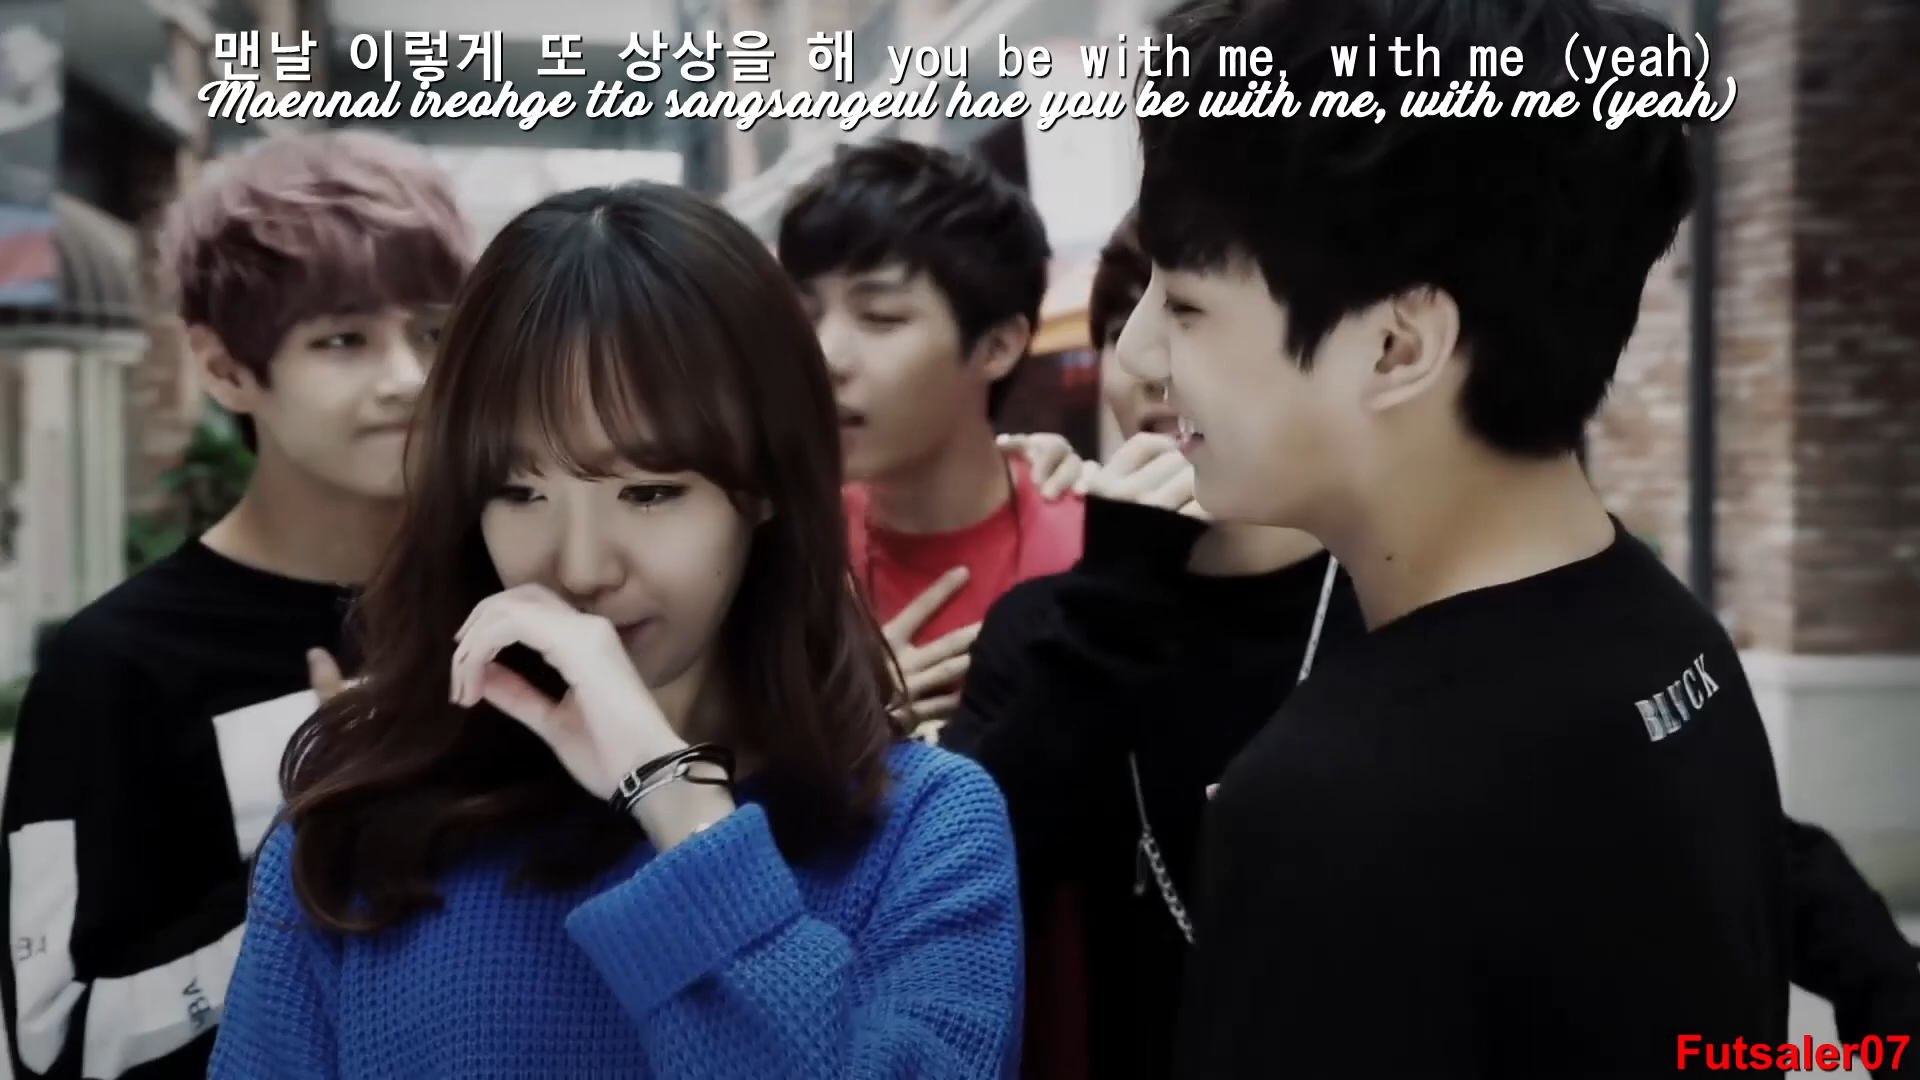 맨날 이렇게 또 상상을 해 you be with me, with me (yeah)
Maennal ireohge tto sangsangeul hae you be with me, with me (yeah)
BLVCK
Futsaler07